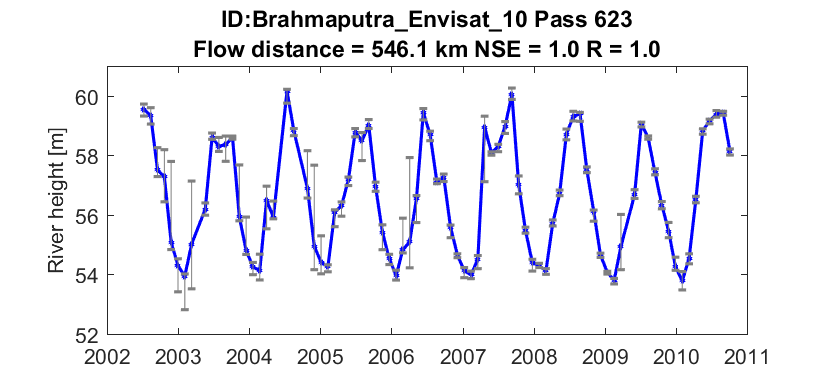 ID:Brahmaputra_Envisat_10 Pass 623
Flow distance = 546.1 km NSE = 1.0 R = 1.0
River height [m]
60
58
56
54
52
2002 2003 2004 2005 2006 2007 2008 2009 2010 2011